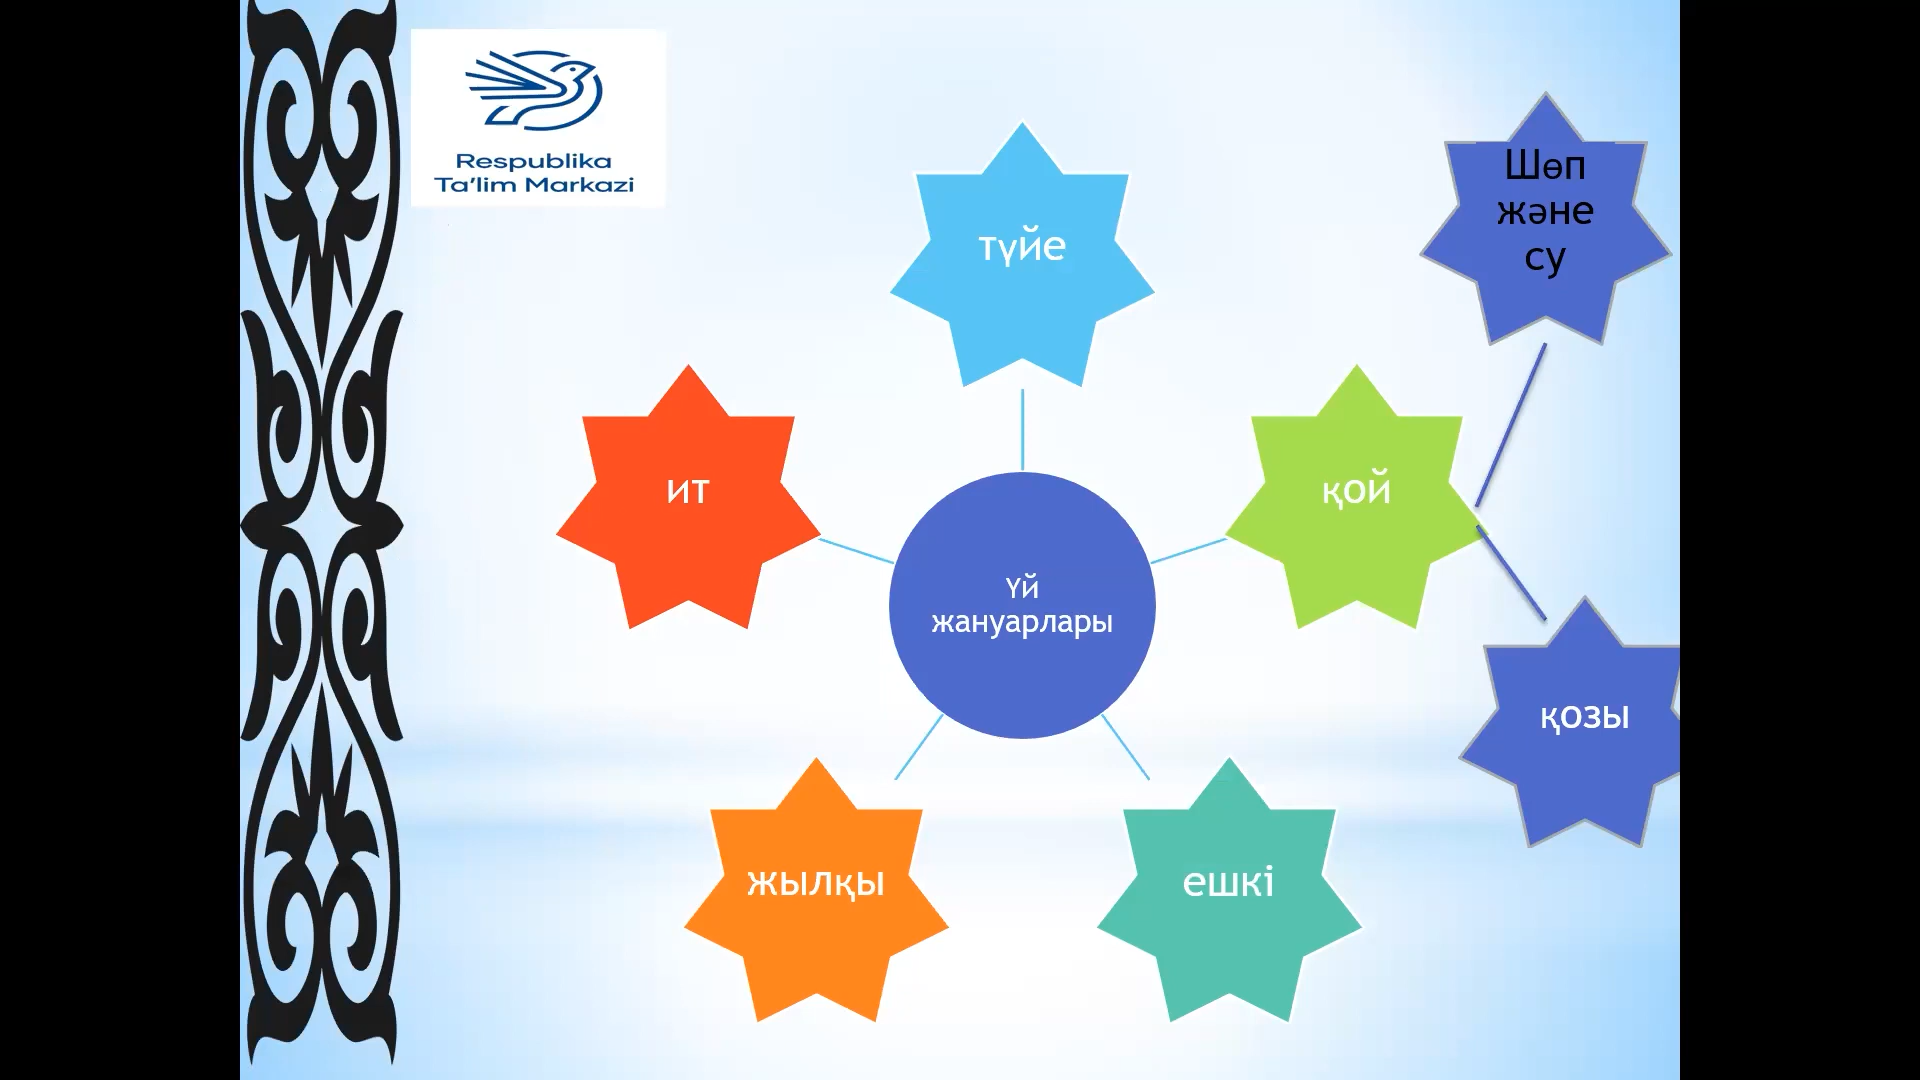 Respublika
Ta’lim Markazi
түйе
Шөп
және
су
ит
қой
Үй
жануарлары
қозы
жылқы
ешкі